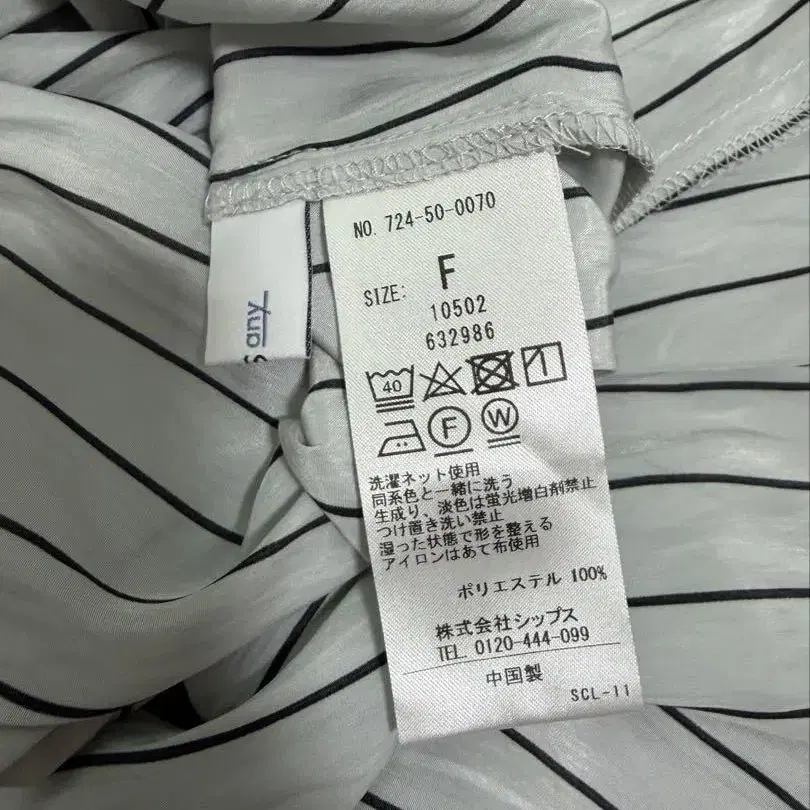 NO. 724-50-0070
SIZE: F
10502
632986
40
F
W
洗濯ネット使用
同系色と一緒に洗う
生成り、淡色は蛍光増白剤禁止
つけ置き洗い禁止
湿った状態で形を整える
アイロンはあて布使用
ポリエステル 100%
株式会社シップス
TEL. 0120-444-099
中国製
SCL-11
any